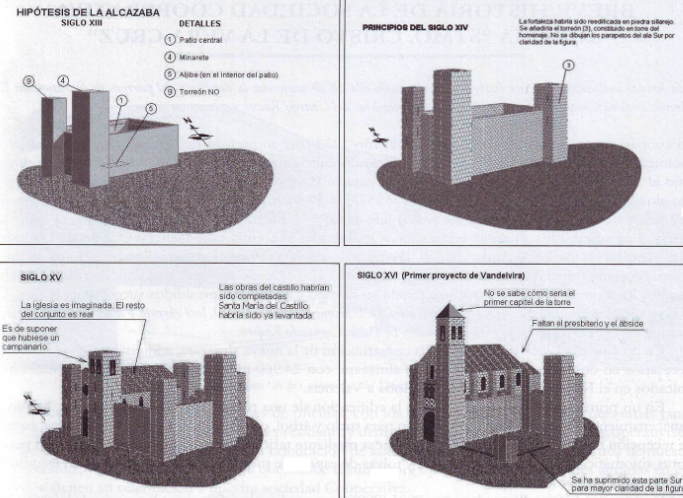 HIPÓTESIS DE LA ALCAZABA
SIGLO XIII
DETALLES
1 Patio central
4 Minarete
5 Aljibe (en el interior del patio)
9 Torreón NO
9
4
1
5
PRINCIPIOS DEL SIGLO XIV
La fortaleza habría sido reedificada en piedra sillarejo.
Se añadiría el torreón (3), constituido en torre del
homenaje. No se dibujan los parapetos del ala Sur por
claridad de la figura.
3
SIGLO XV
Las obras del castillo habrían
sido completadas
Santa María del Castillo
habría sido ya levantada
La iglesia es imaginada. El resto
del conjunto es real
Es de suponer
que hubiese un
campanario.
SIGLO XVI (Primer proyecto de Vandelvira)
No se sabe cómo sería el
primer capitel de la torre
Faltan el presbiterio y el ábside
Se ha suprimido esta parte Sur
para mayor claridad de la figura